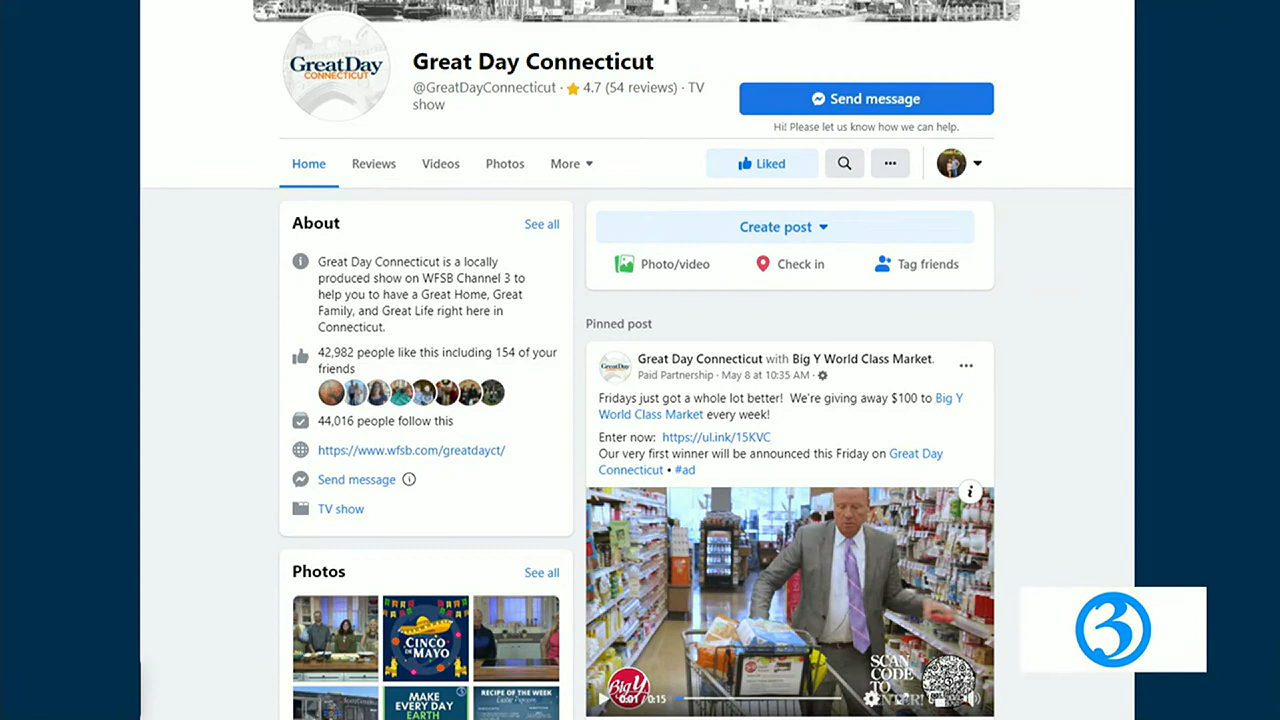 GreatDay
CONNECTICUT
Great Day Connecticut
@GreatDayConnecticut · 4.7 (54 reviews) · TV
show
Send message
Hi! Please let us know how we can help.
Home
Reviews
Videos
Photos
More
Liked
About
See all
Great Day Connecticut is a locally
produced show on WFSB Channel 3 to
help you to have a Great Home, Great
Family, and Great Life right here in
Connecticut.
42,982 people like this including 154 of your
friends
44,016 people follow this
https://www.wfsb.com/greatdayct/
Send message
TV show
Photos
See all
CINCO
DE
MAYO
MAKE
EVERY DAY
EARTH
RECIPE OF THE WEEK
Easter Popcorn
Create post
Photo/video
Check in
Tag friends
Pinned post
GreatDay
Great Day Connecticut with Big Y World Class Market.
Paid Partnership · May 8 at 10:35 AM ·
Fridays just got a whole lot better! We're giving away $100 to Big Y
World Class Market every week!
Enter now: https://ul.ink/15KVC
Our very first winner will be announced this Friday on Great Day
Connecticut • #ad
Big Y
0:01 / 0:15
SCAN
CODE
TO
ENTER!
3